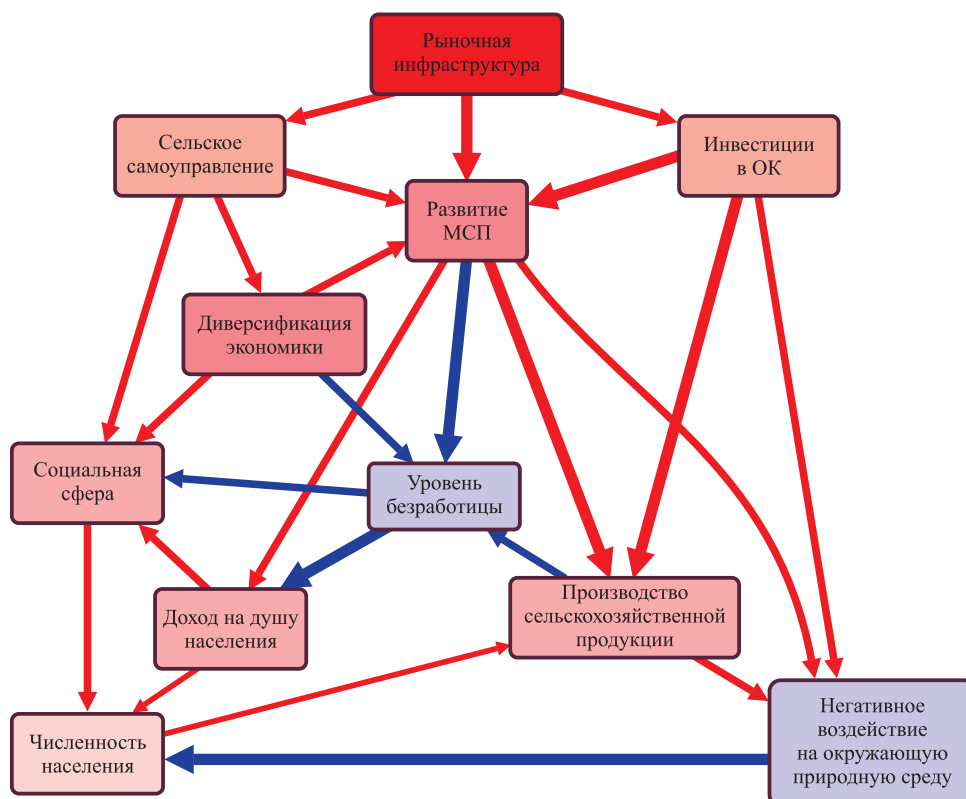 Рыночная
инфраструктура
Сельское
самоуправление
Инвестиции
в ОК
Развитие
МСП
Диверсификация
экономики
Социальная
сфера
Уровень
безработицы
Доход на душу
населения
Производство
сельскохозяйственной
продукции
Численность
населения
Негативное
воздействие
на окружающую
природную среду